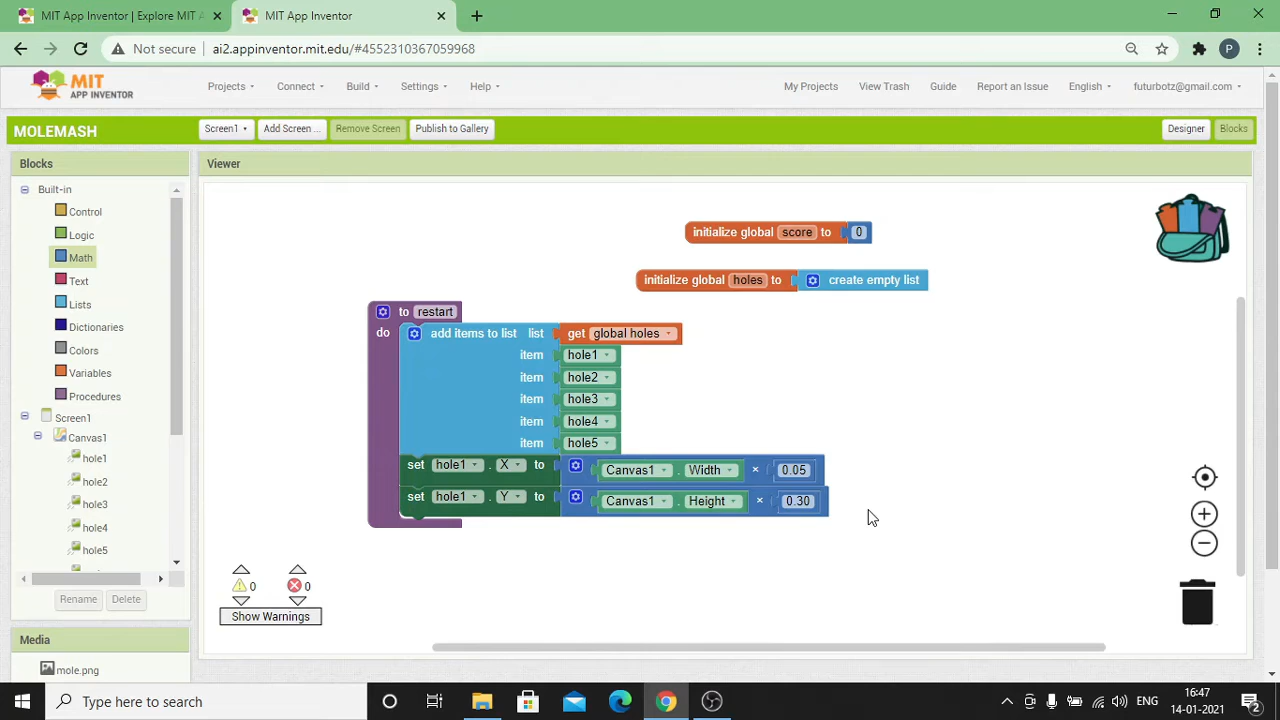 MIT App Inventor | Explore MIT A
MIT App Inventor
Not secure
ai2.appinventor.mit.edu/#4552310367059968
P
MIT
APP INVENTOR
Projects
Connect
Build
Settings
Help
My Projects
View Trash
Guide
Report an Issue
English
futurbotz@gmail.com
MOLEMASH
Screen1
Add Screen ...
Remove Screen
Publish to Gallery
Designer
Blocks
Blocks
Viewer
Built-in
Control
Logic
Math
Text
Lists
Dictionaries
Colors
Variables
Procedures
Screen1
Canvas1
hole1
hole2
hole3
hole4
hole5
Rename
Delete
Media
mole.png
initialize global score to 0
initialize global holes to create empty list
to restart
do add items to list list get global holes
item hole1
item hole2
item hole3
item hole4
item hole5
set hole1 . X to Canvas1 . Width × 0.05
set hole1 . Y to Canvas1 . Height × 0.30
0
0
Show Warnings
Type here to search
ENG
16:47
14-01-2021
2